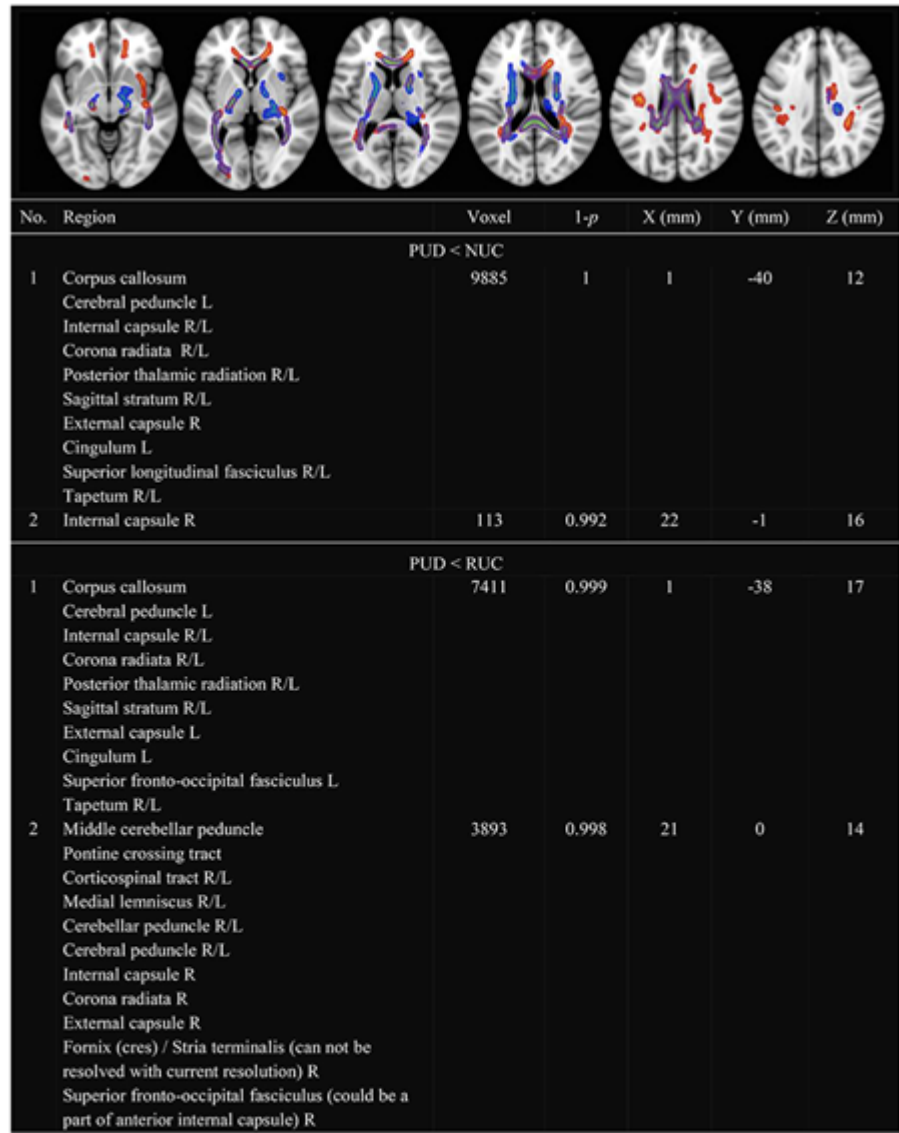 No. Region Voxel 1-p X (mm) Y (mm) Z (mm)
PUD < NUC
1 Corpus callosum 9885 1 1 -40 12
Cerebral peduncle L
Internal capsule R/L
Corona radiata R/L
Posterior thalamic radiation R/L
Sagittal stratum R/L
External capsule R
Cingulum L
Superior longitudinal fasciculus R/L
Tapetum R/L
2 Internal capsule R 113 0.992 22 -1 16
PUD < RUC
1 Corpus callosum 7411 0.999 1 -38 17
Cerebral peduncle L
Internal capsule R/L
Corona radiata R/L
Posterior thalamic radiation R/L
Sagittal stratum R/L
External capsule L
Cingulum L
Superior fronto-occipital fasciculus L
Tapetum R/L
2 Middle cerebellar peduncle 3893 0.998 21 0 14
Pontine crossing tract
Corticospinal tract R/L
Medial lemniscus R/L
Cerebellar peduncle R/L
Cerebral peduncle R/L
Internal capsule R
Corona radiata R
External capsule R
Fornix (cres) / Stria terminalis (can not be
resolved with current resolution) R
Superior fronto-occipital fasciculus (could be a
part of anterior internal capsule) R